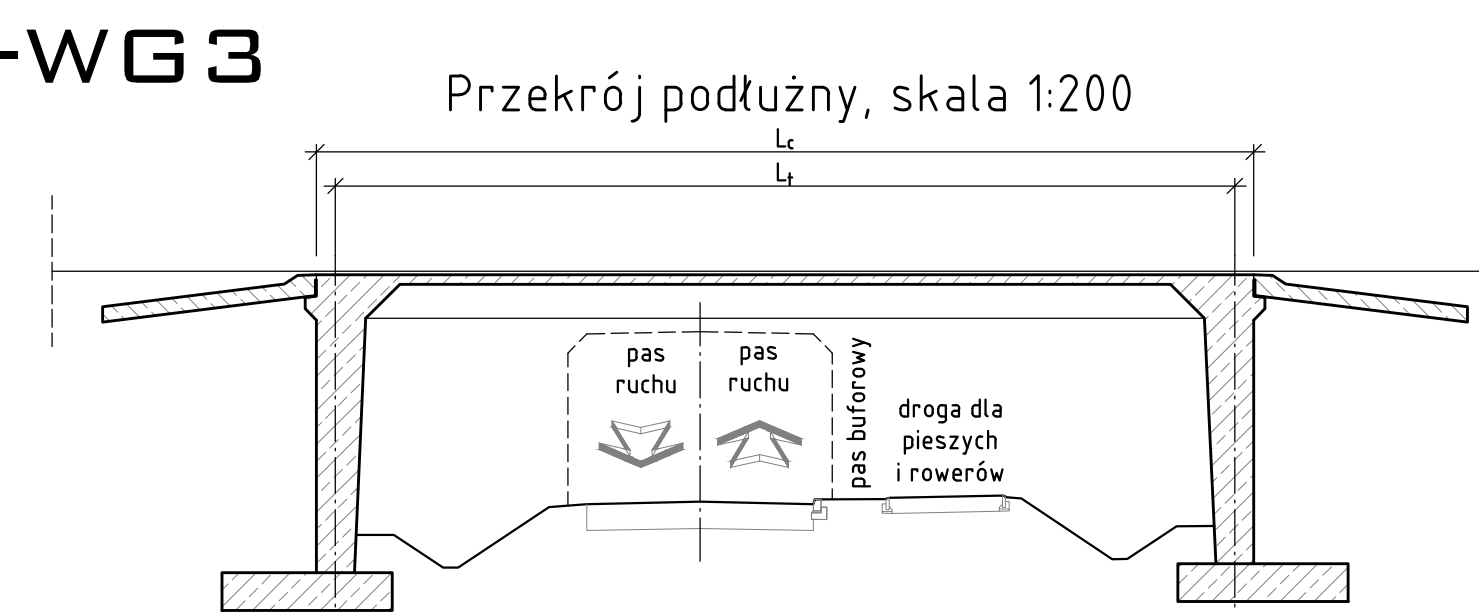 -WG3
Przekrój podłużny, skala 1:200
Lc
Lt
pas
ruchu
pas
ruchu
pas buforowy
droga dla
pieszych
i rowerów